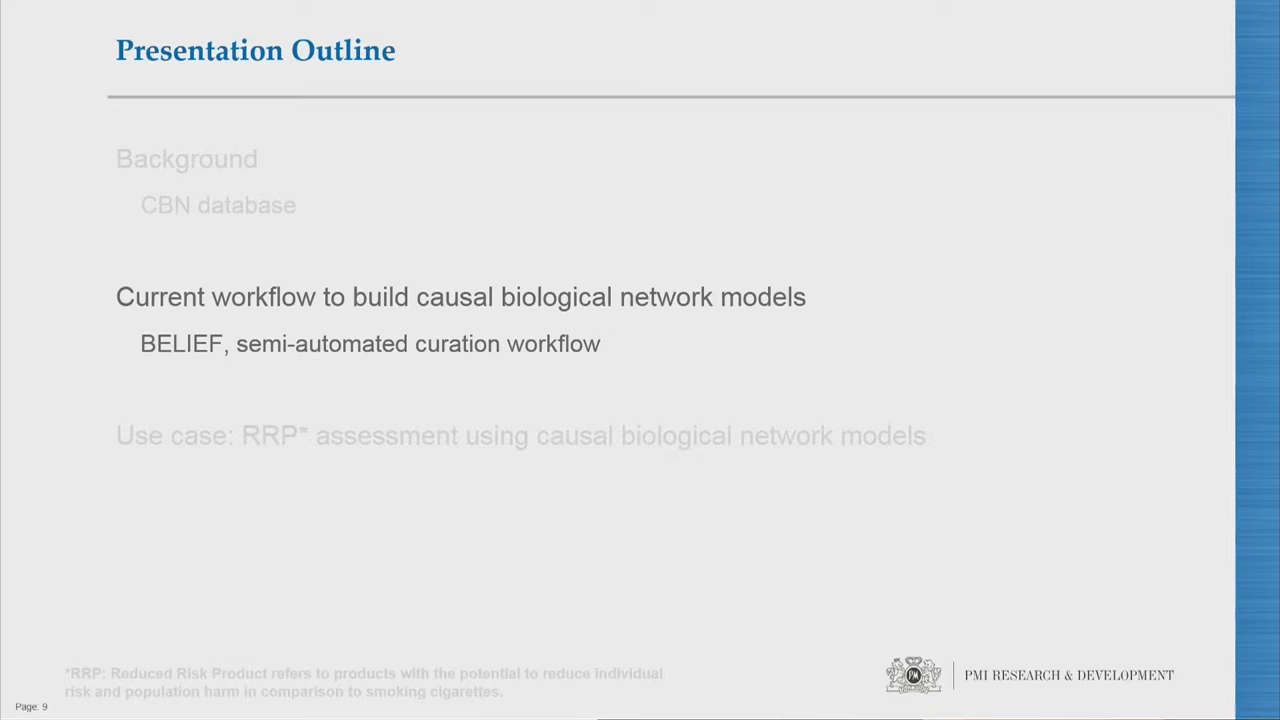 Presentation Outline
Background
CBN database
Current workflow to build causal biological network models
BELIEF, semi-automated curation workflow
Use case: RRP* assessment using causal biological network models
*RRP: Reduced Risk Product refers to products with the potential to reduce individual
risk and population harm in comparison to smoking cigarettes.
PM
PMI RESEARCH & DEVELOPMENT
Page: 9